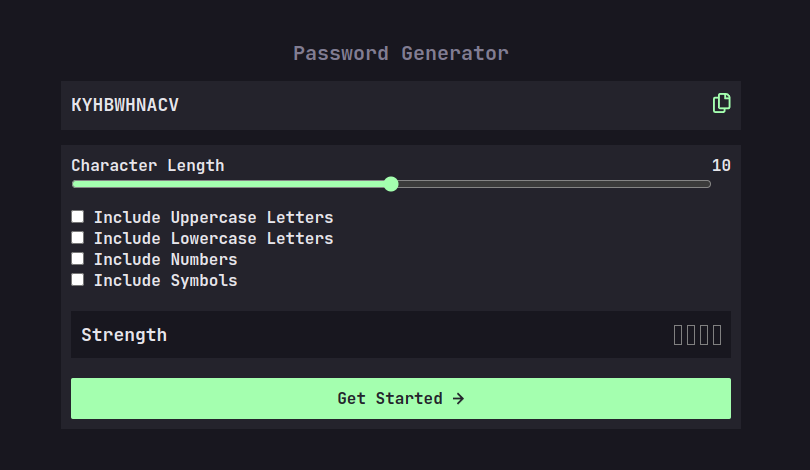 Password Generator
KYHBWHNACV
Character Length 10
Include Uppercase Letters
Include Lowercase Letters
Include Numbers
Include Symbols
Strength
Get Started →